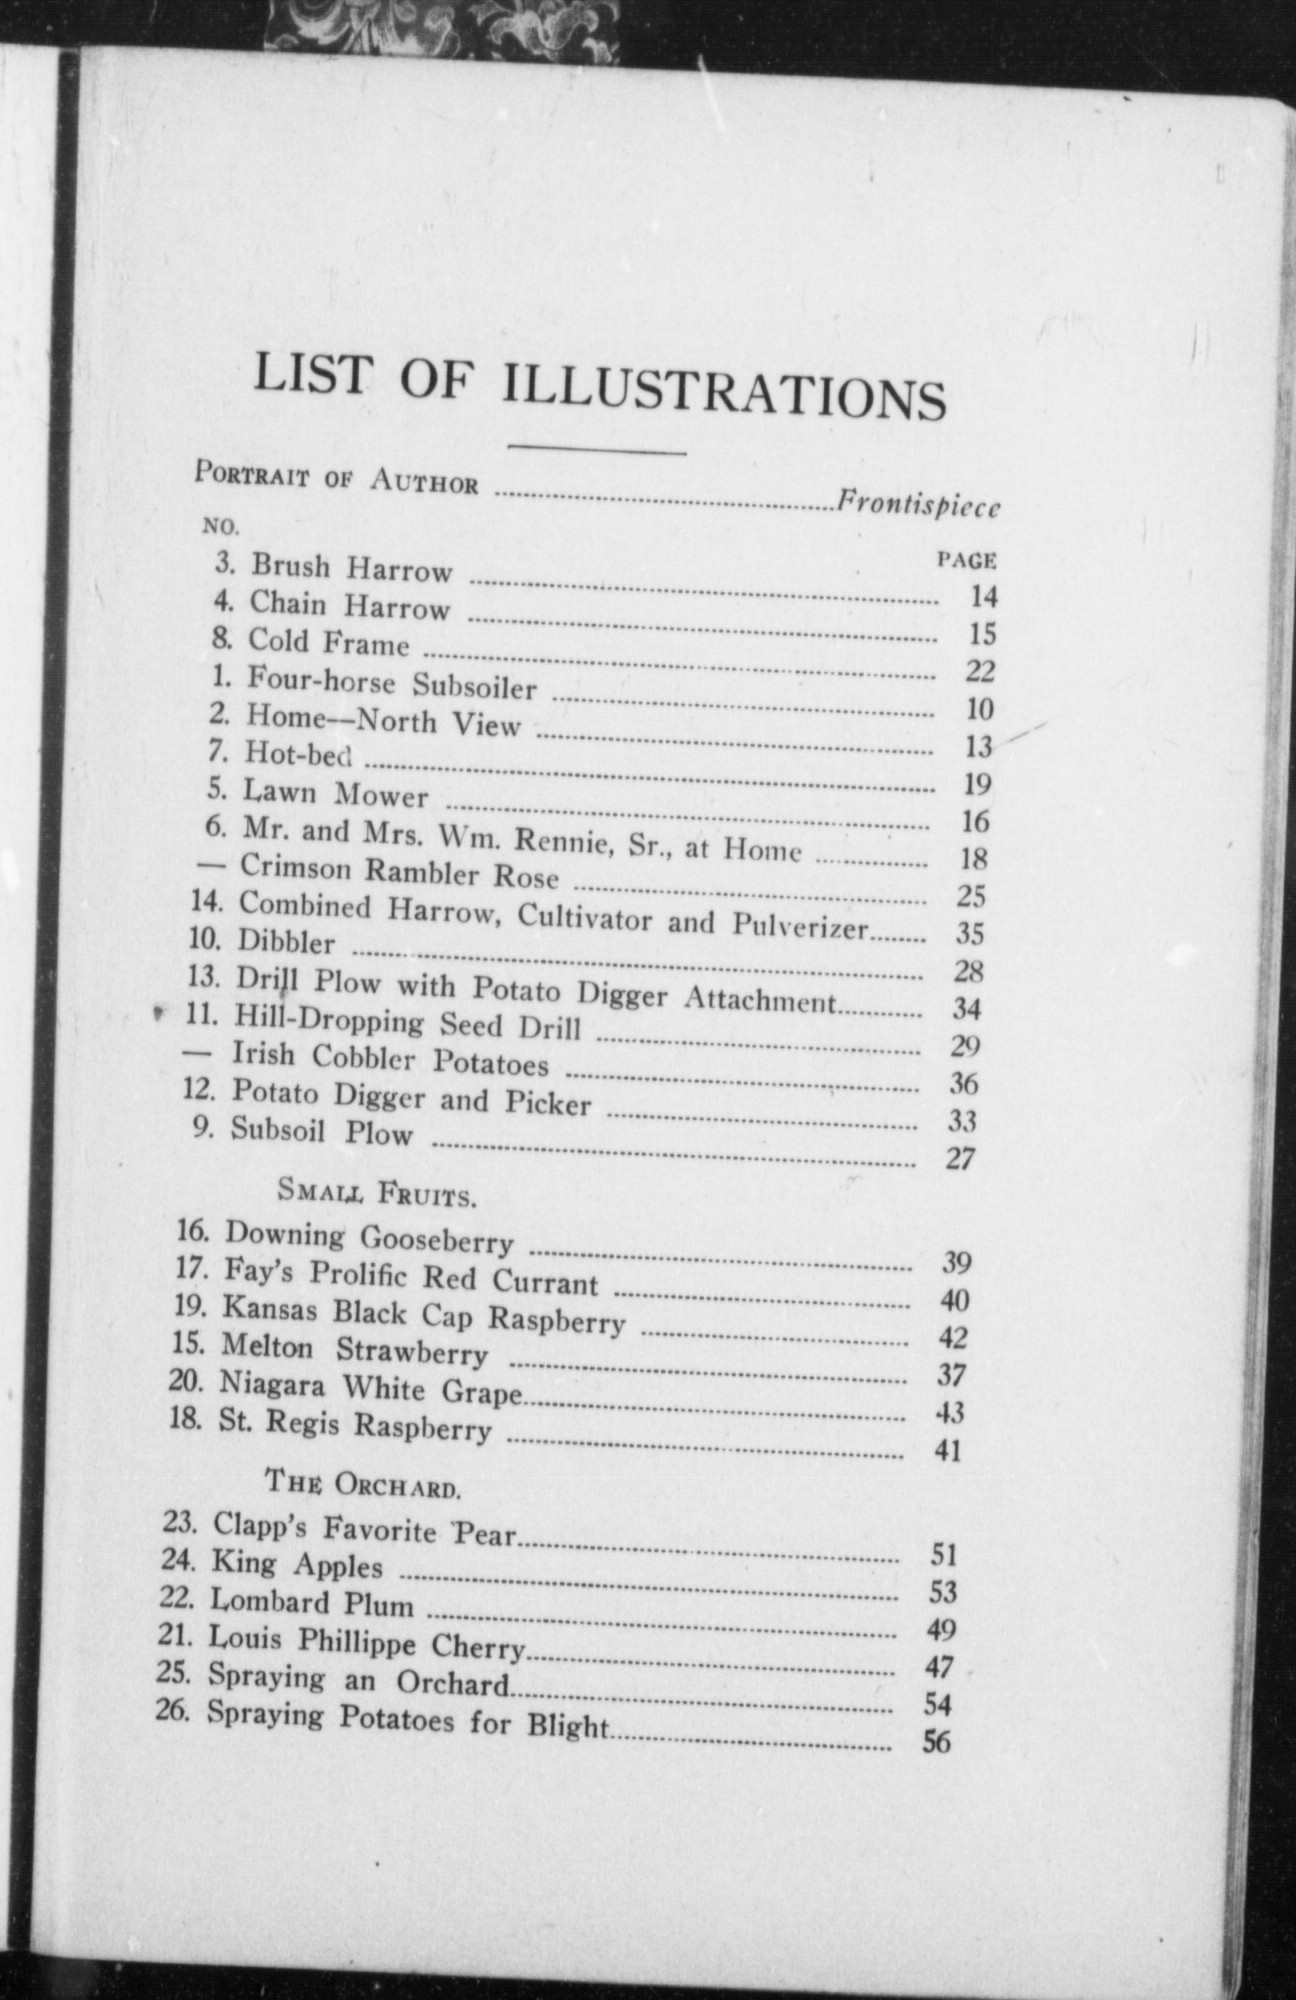 LIST OF ILLUSTRATIONS
PORTRAIT OF AUTHOR ........ Frontispiece
NO. PAGE
3. Brush Harrow ........ 14
4. Chain Harrow ........ 15
8. Cold Frame ........ 22
1. Four-horse Subsoiler ........ 10
2. Home—North View ........ 13
7. Hot-bed ........ 19
5. Lawn Mower ........ 16
6. Mr. and Mrs. Wm. Rennie, Sr., at Home ........ 18
— Crimson Rambler Rose ........ 25
14. Combined Harrow, Cultivator and Pulverizer ........ 35
10. Dibbler ........ 28
13. Drill Plow with Potato Digger Attachment ........ 34
11. Hill-Dropping Seed Drill ........ 29
— Irish Cobbler Potatoes ........ 36
12. Potato Digger and Picker ........ 33
9. Subsoil Plow ........ 27
SMALL FRUITS.
16. Downing Gooseberry ........ 39
17. Fay's Prolific Red Currant ........ 40
19. Kansas Black Cap Raspberry ........ 42
15. Melton Strawberry ........ 37
20. Niagara White Grape ........ 43
18. St. Regis Raspberry ........ 41
THE ORCHARD.
23. Clapp's Favorite Pear ........ 51
24. King Apples ........ 53
22. Lombard Plum ........ 49
21. Louis Phillippe Cherry ........ 47
25. Spraying an Orchard ........ 54
26. Spraying Potatoes for Blight ........ 56